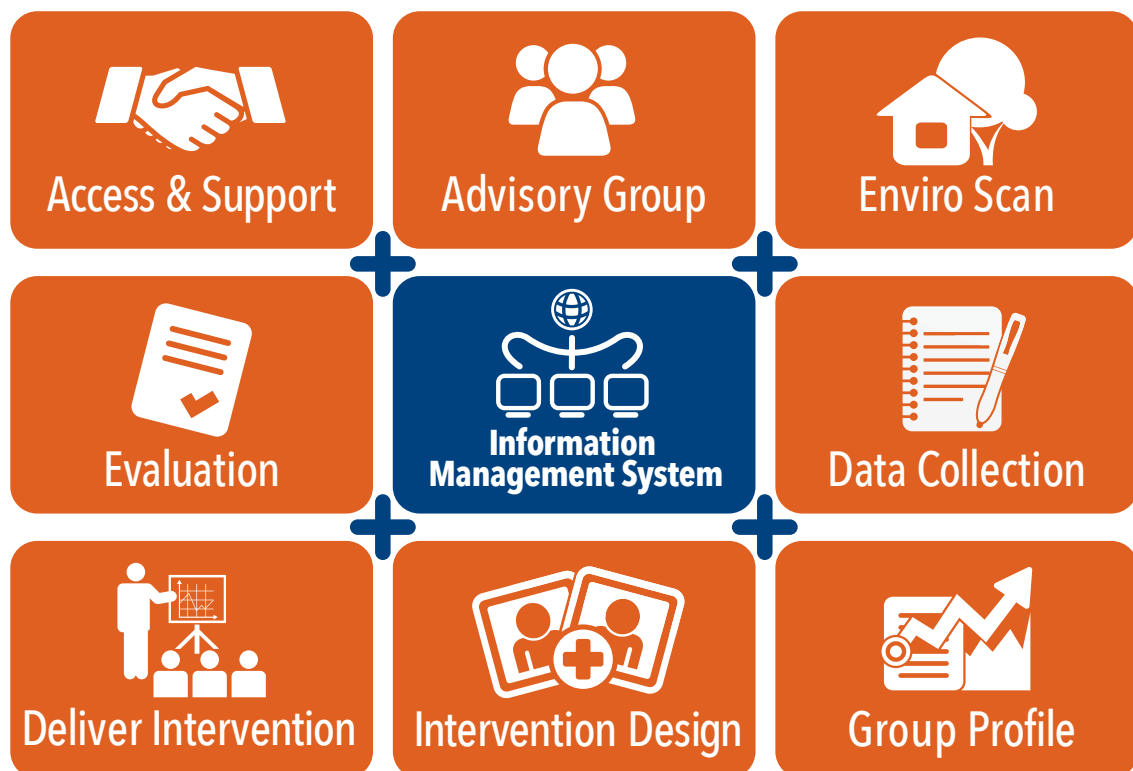 Access & Support
Advisory Group
Enviro Scan
Evaluation
Information
Management System
Data Collection
Deliver Intervention
Intervention Design
Group Profile